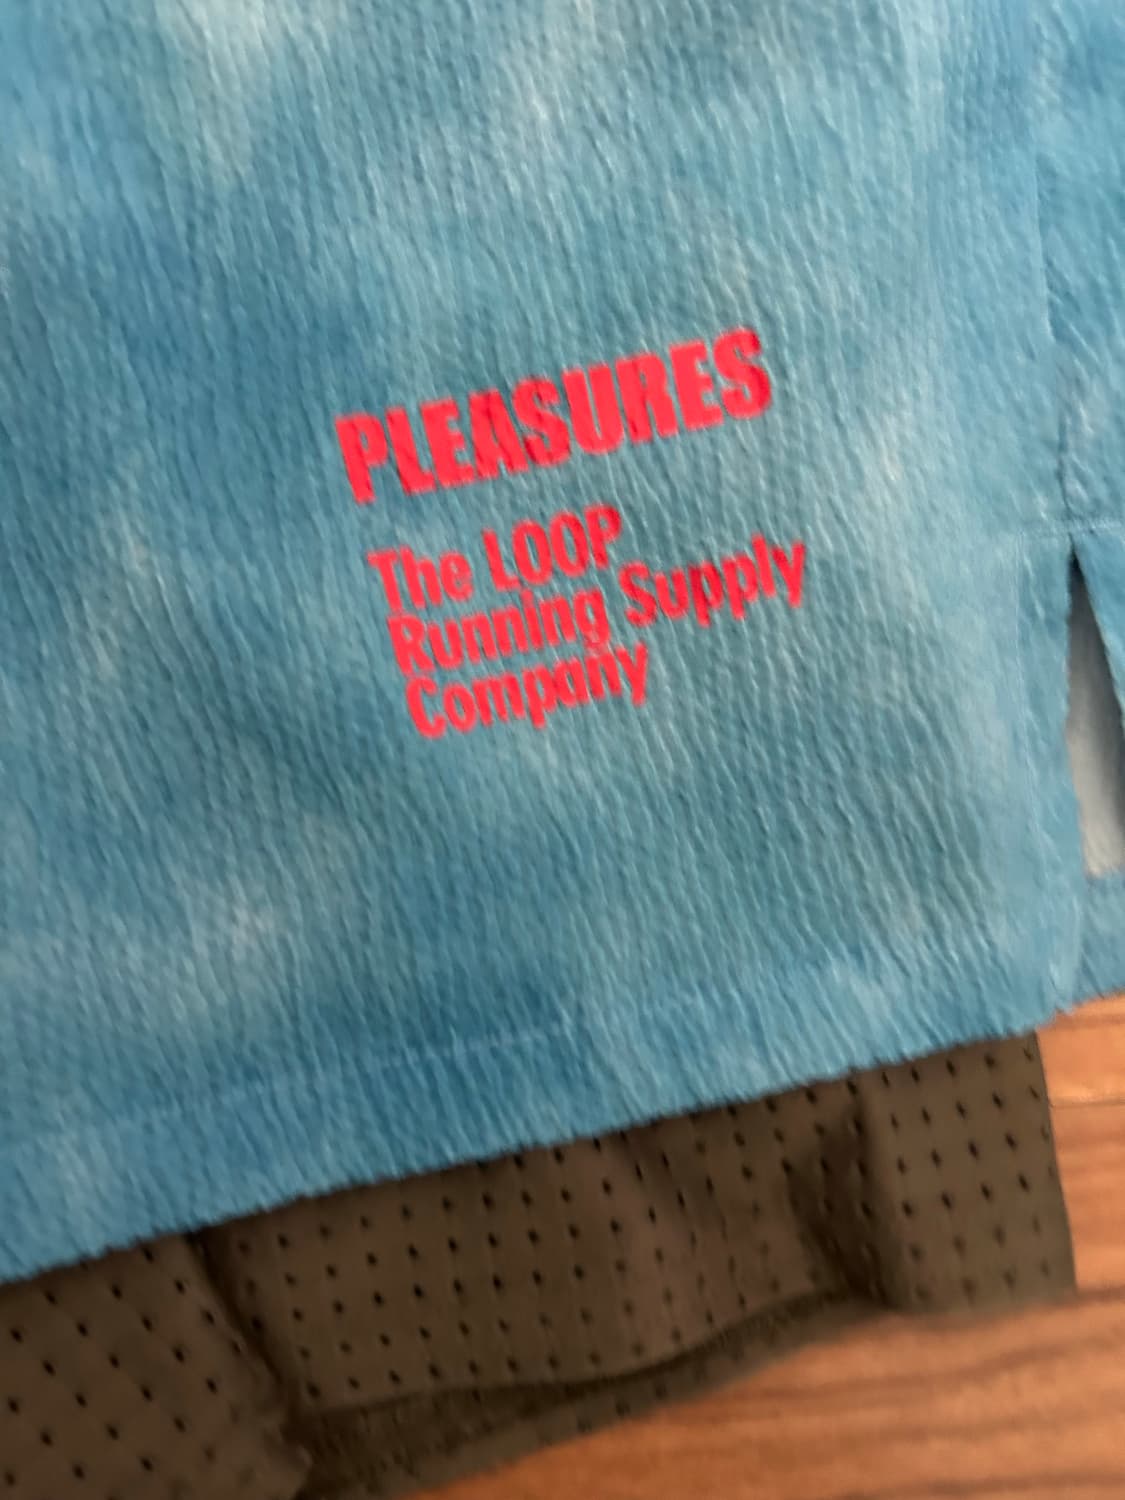 PLEASURES
The LOOP
Running Supply
Company